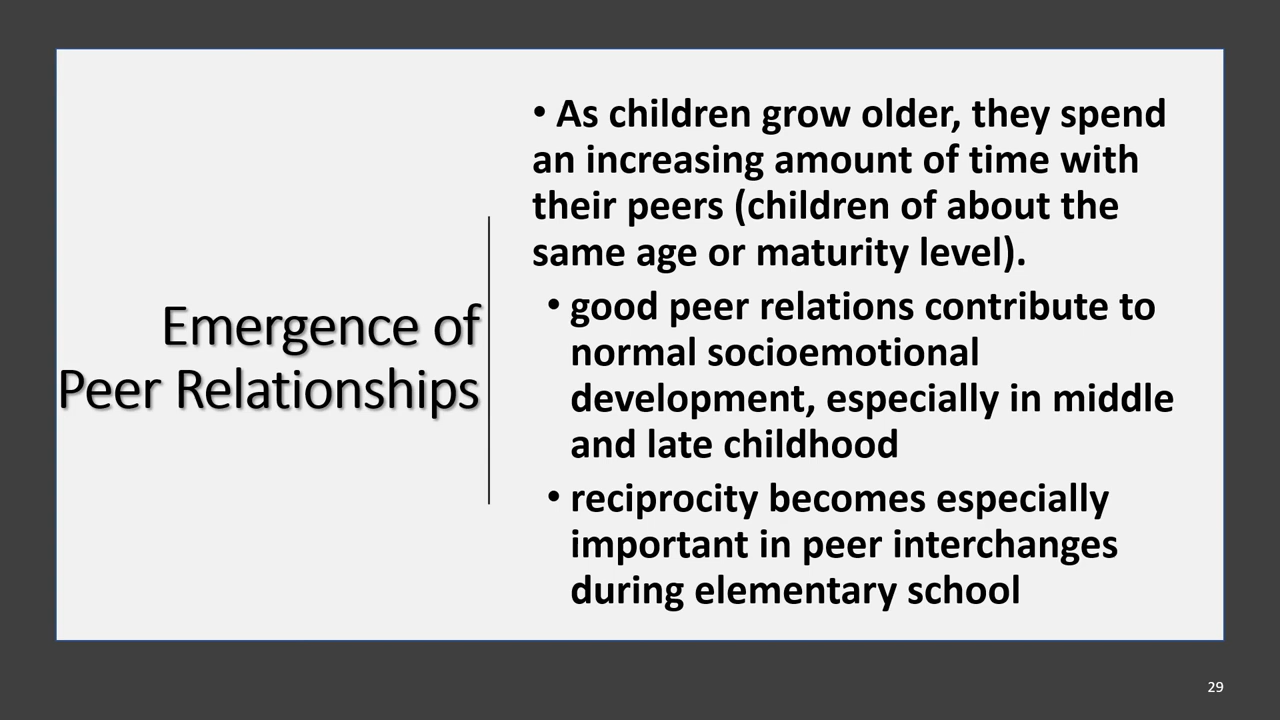 Emergence of
Peer Relationships
• As children grow older, they spend
an increasing amount of time with
their peers (children of about the
same age or maturity level).
• good peer relations contribute to
normal socioemotional
development, especially in middle
and late childhood
• reciprocity becomes especially
important in peer interchanges
during elementary school
29